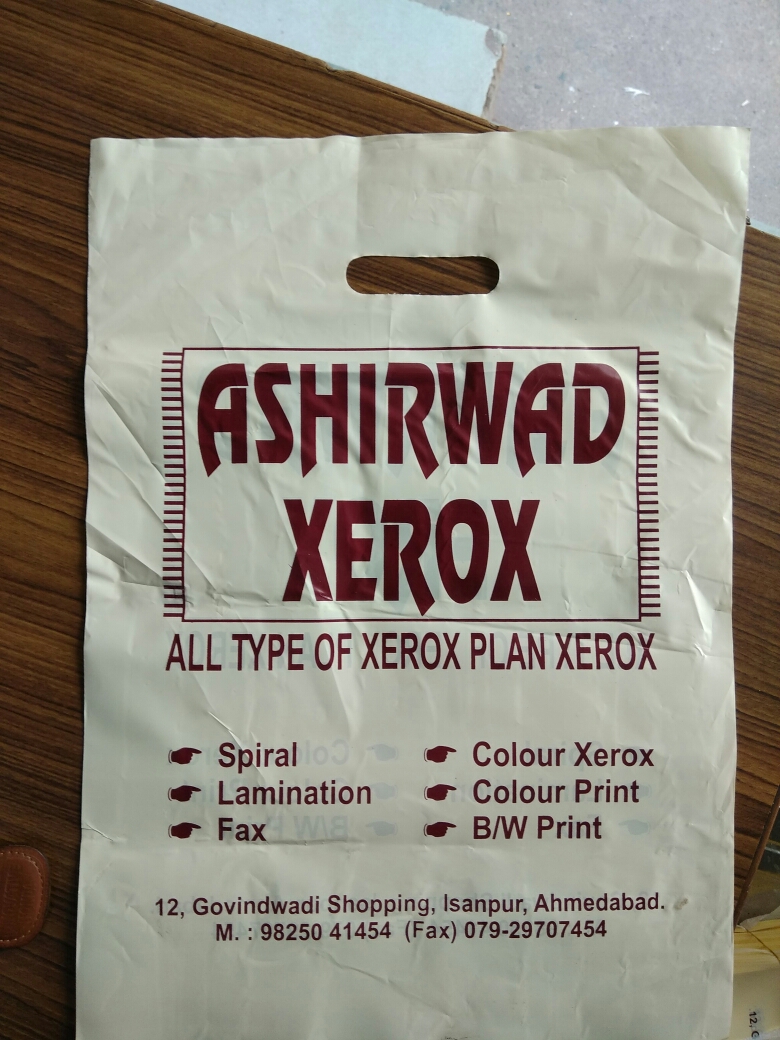 ASHIRWAD
XEROX
ALL TYPE OF XEROX PLAN XEROX
Spiral
Lamination
Fax
Colour Xerox
Colour Print
B/W Print
12, Govindwadi Shopping, Isanpur, Ahmedabad.
M. : 98250 41454 (Fax) 079-29707454
12, G